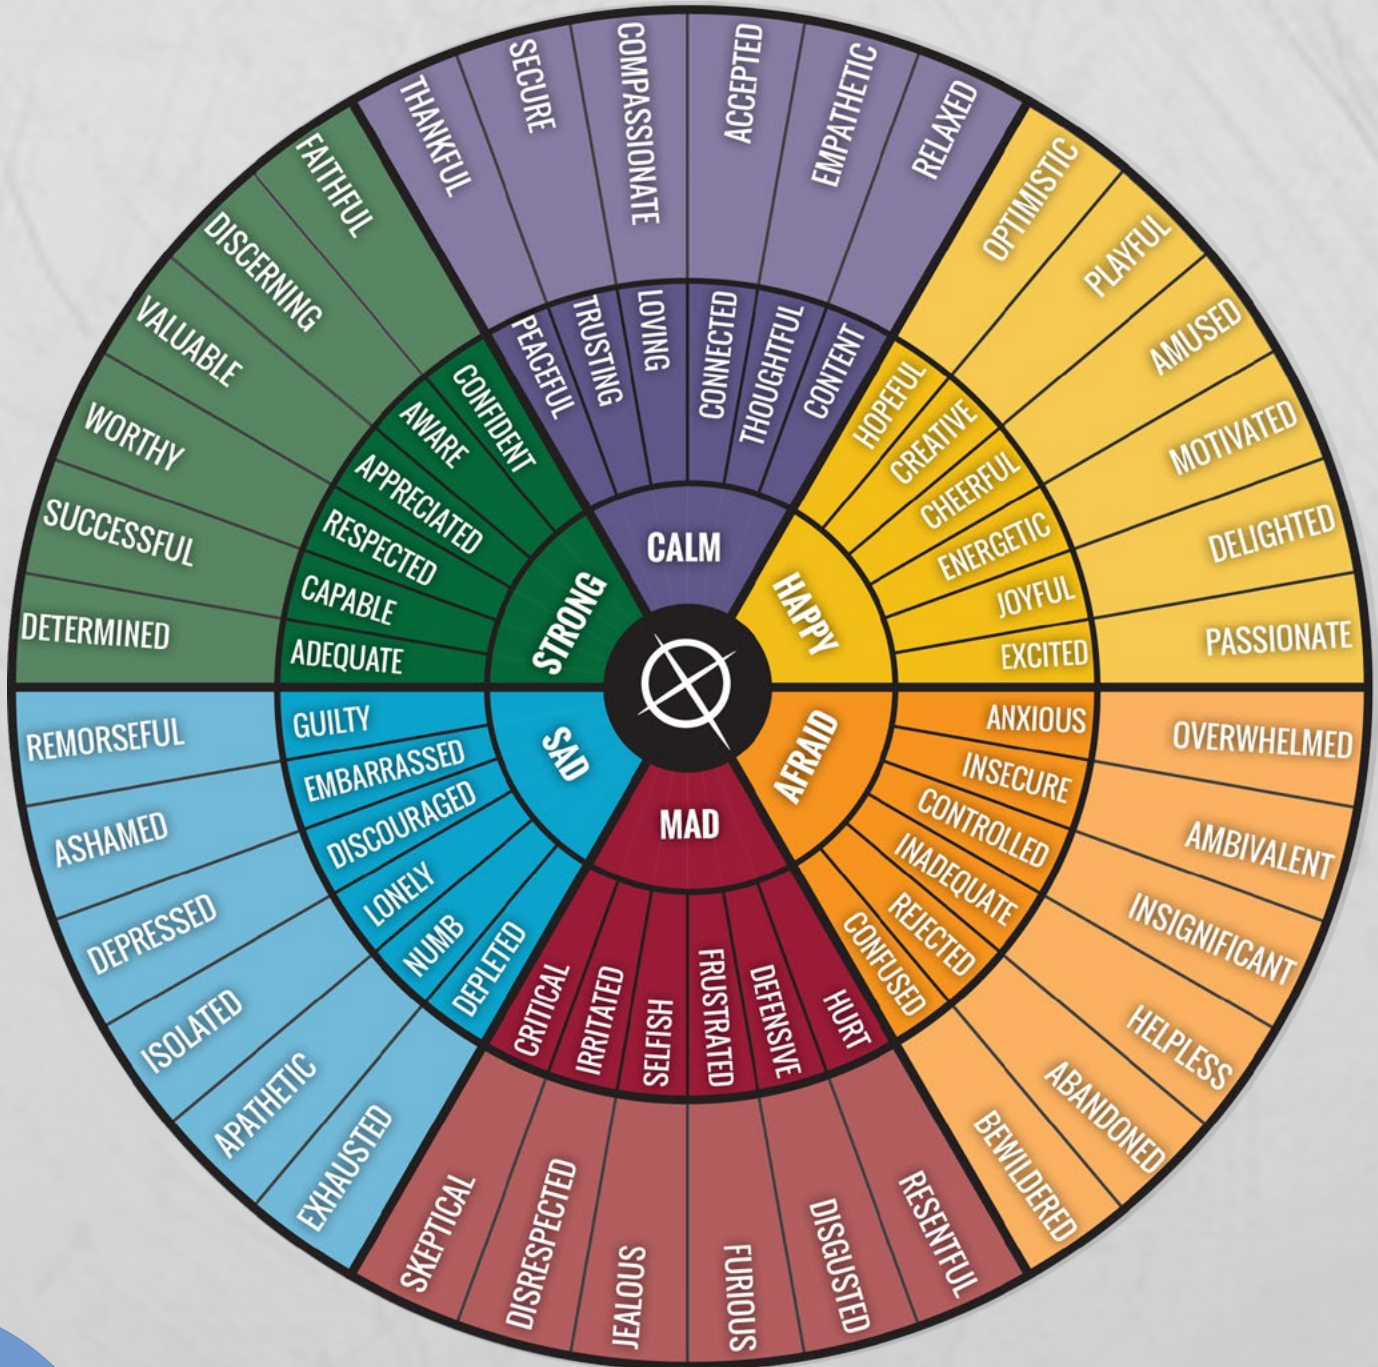 CALM
HAPPY
AFRAID
MAD
SAD
STRONG
PEACEFUL
TRUSTING
LOVING
CONNECTED
THOUGHTFUL
CONTENT
HOPEFUL
CREATIVE
CHEERFUL
ENERGETIC
JOYFUL
EXCITED
ANXIOUS
INSECURE
CONTROLLED
INADEQUATE
REJECTED
CONFUSED
HURT
DEFENSIVE
FRUSTRATED
SELFISH
IRRITATED
CRITICAL
DEPLETED
NUMB
LONELY
DISCOURAGED
EMBARRASSED
GUILTY
ADEQUATE
CAPABLE
RESPECTED
APPRECIATED
AWARE
CONFIDENT
THANKFUL
SECURE
COMPASSIONATE
ACCEPTED
EMPATHETIC
RELAXED
OPTIMISTIC
PLAYFUL
AMUSED
MOTIVATED
DELIGHTED
PASSIONATE
OVERWHELMED
AMBIVALENT
INSIGNIFICANT
HELPLESS
ABANDONED
BEWILDERED
RESENTFUL
DISGUSTED
FURIOUS
JEALOUS
DISRESPECTED
SKEPTICAL
EXHAUSTED
APATHETIC
ISOLATED
DEPRESSED
ASHAMED
REMORSEFUL
DETERMINED
SUCCESSFUL
WORTHY
VALUABLE
DISCERNING
FAITHFUL